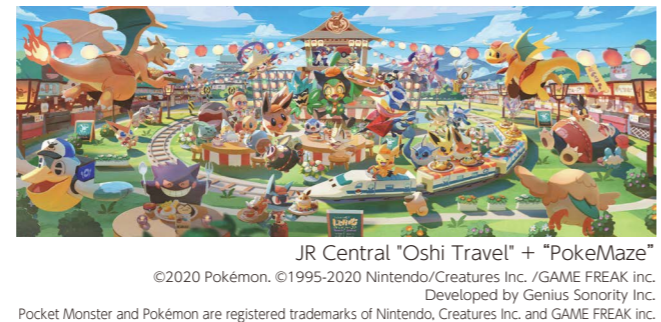 JR Central "Oshi Travel" + “PokeMaze”
©2020 Pokémon. ©1995-2020 Nintendo/Creatures Inc. /GAME FREAK inc.
Developed by Genius Sonority Inc.
Pocket Monster and Pokémon are registered trademarks of Nintendo, Creatures Inc. and GAME FREAK inc.